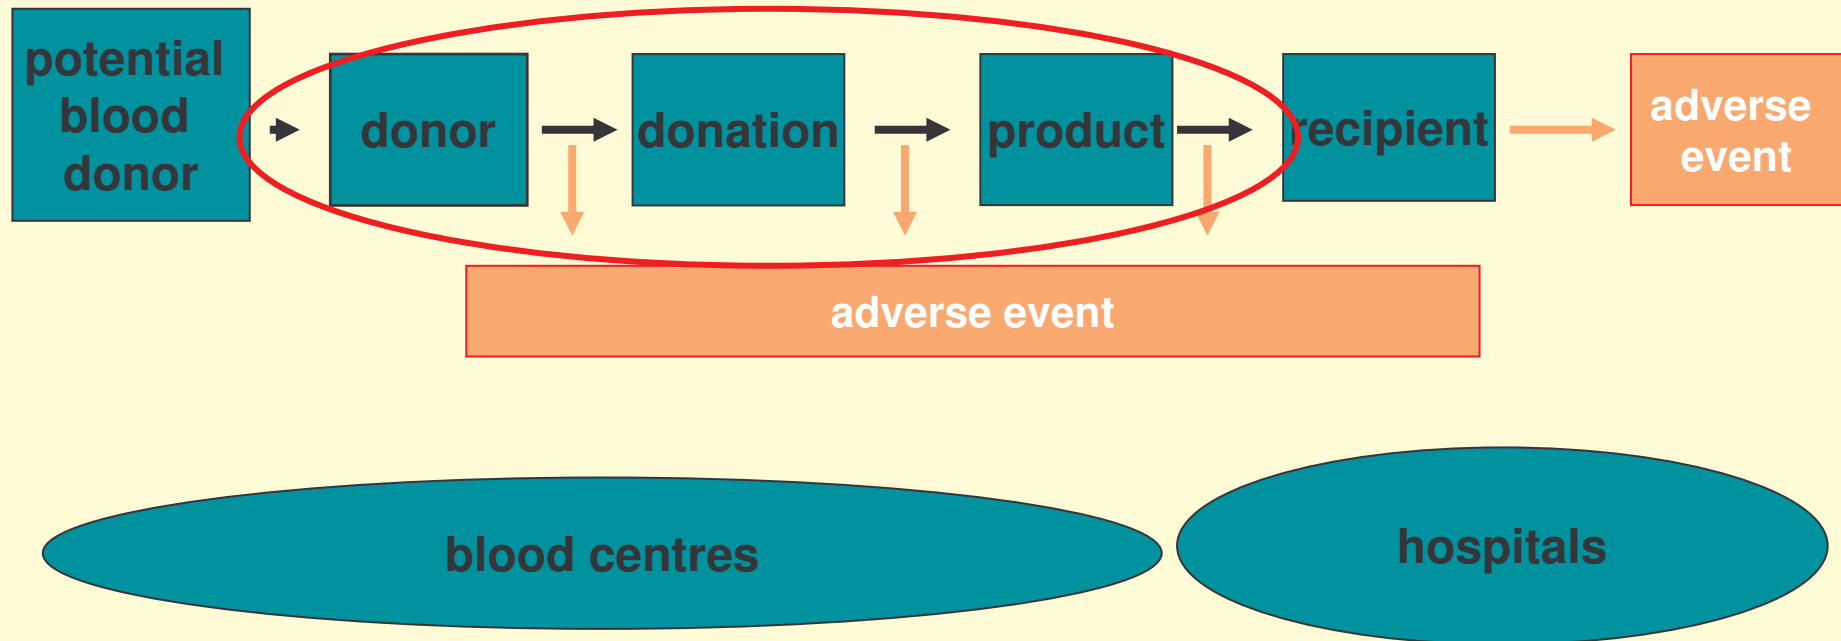 potential
blood
donor
donor
donation
product
recipient
adverse
event
adverse event
blood centres
hospitals